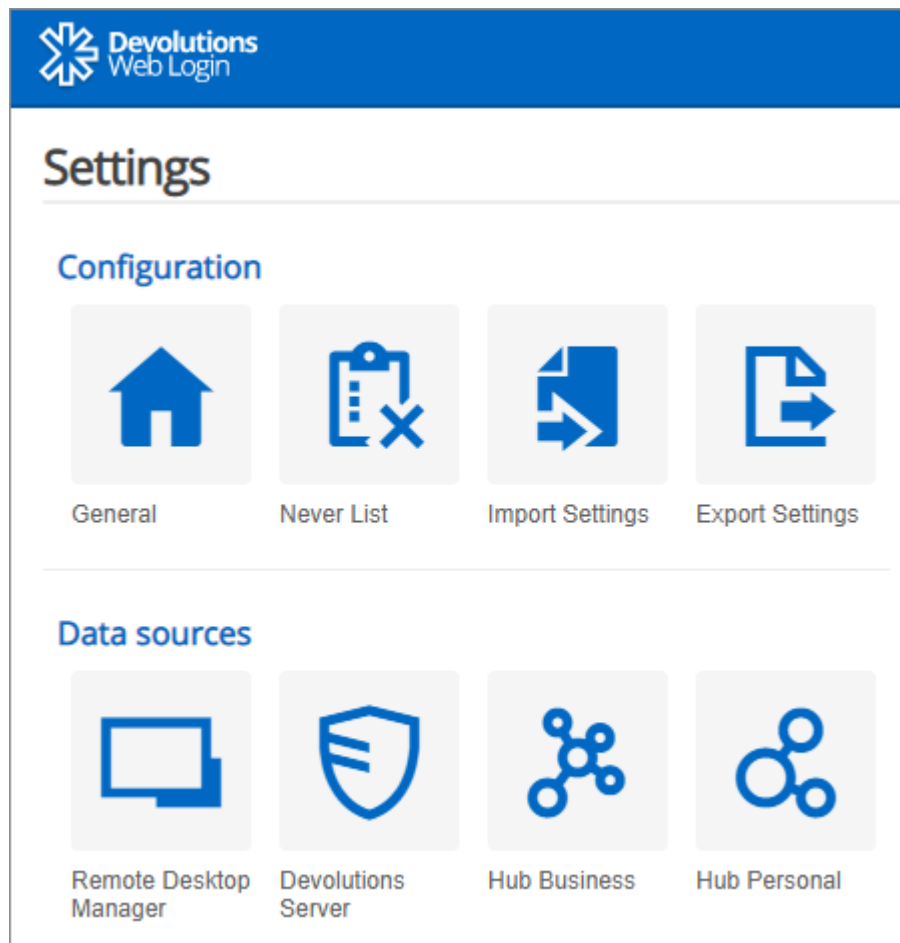 Devolutions
Web Login
Settings
Configuration
General
Never List
Import Settings
Export Settings
Data sources
Remote Desktop
Manager
Devolutions
Server
Hub Business
Hub Personal